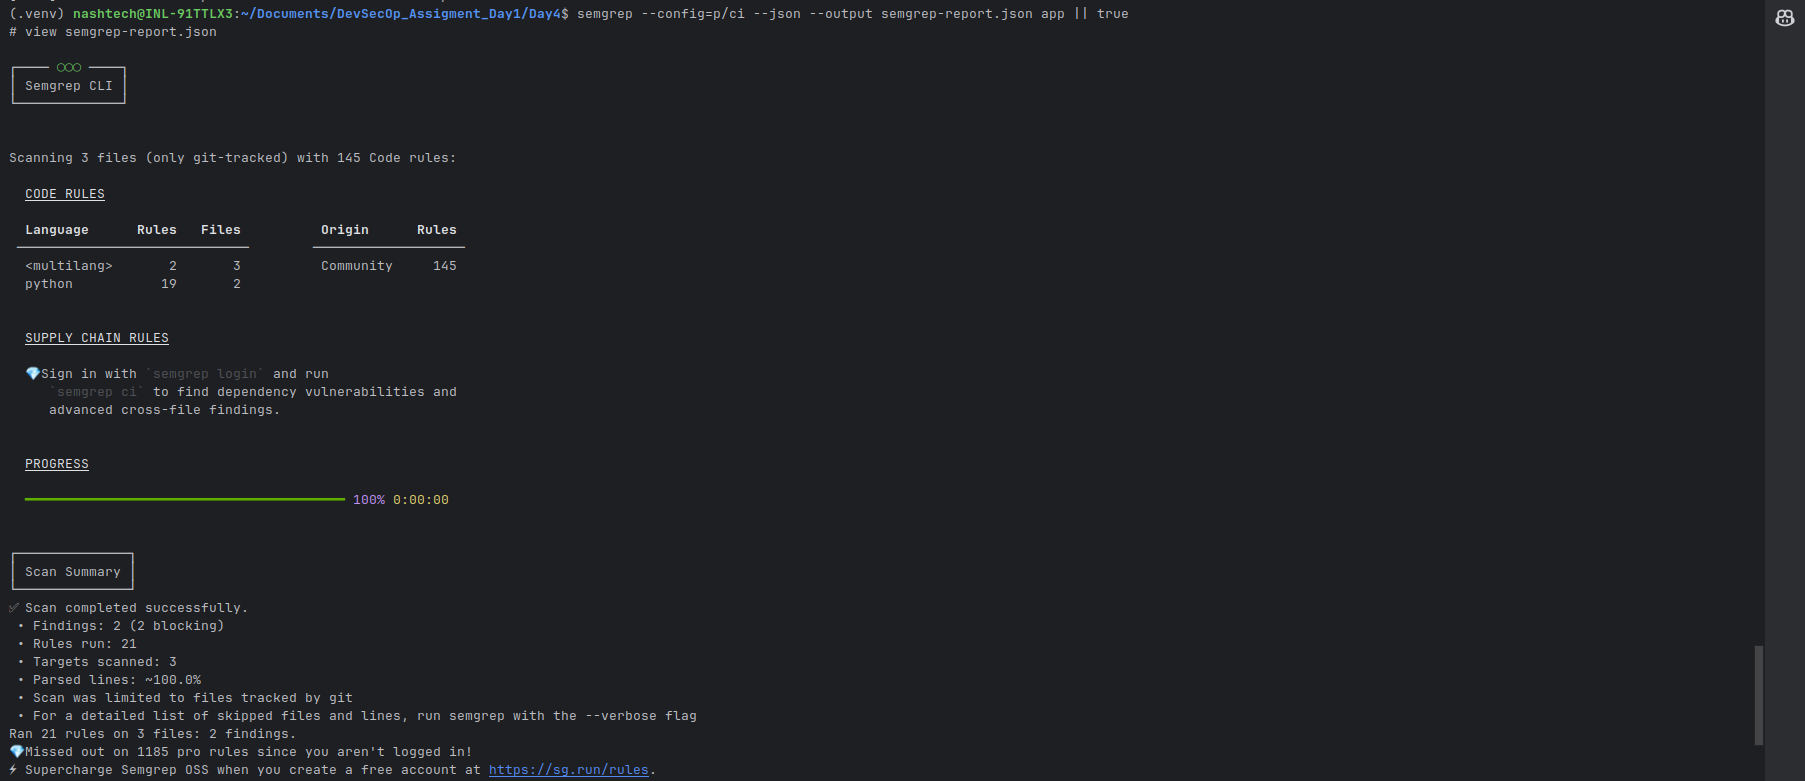 (.venv) nashtech@INL-91TTLX3:~/Documents/DevSecOp_Assigment_Day1/Day4$ semgrep --config=p/ci --json --output semgrep-report.json app || true
# view semgrep-report.json
○○○
Semgrep CLI
Scanning 3 files (only git-tracked) with 145 Code rules:
CODE RULES
Language Rules Files Origin Rules
<multilang> 2 3 Community 145
python 19 2
SUPPLY CHAIN RULES
💎Sign in with `semgrep login` and run
`semgrep ci` to find dependency vulnerabilities and
advanced cross-file findings.
PROGRESS
100% 0:00:00
Scan Summary
✅ Scan completed successfully.
• Findings: 2 (2 blocking)
• Rules run: 21
• Targets scanned: 3
• Parsed lines: ~100.0%
• Scan was limited to files tracked by git
• For a detailed list of skipped files and lines, run semgrep with the --verbose flag
Ran 21 rules on 3 files: 2 findings.
💎Missed out on 1185 pro rules since you aren't logged in!
⚡ Supercharge Semgrep OSS when you create a free account at https://sg.run/rules.